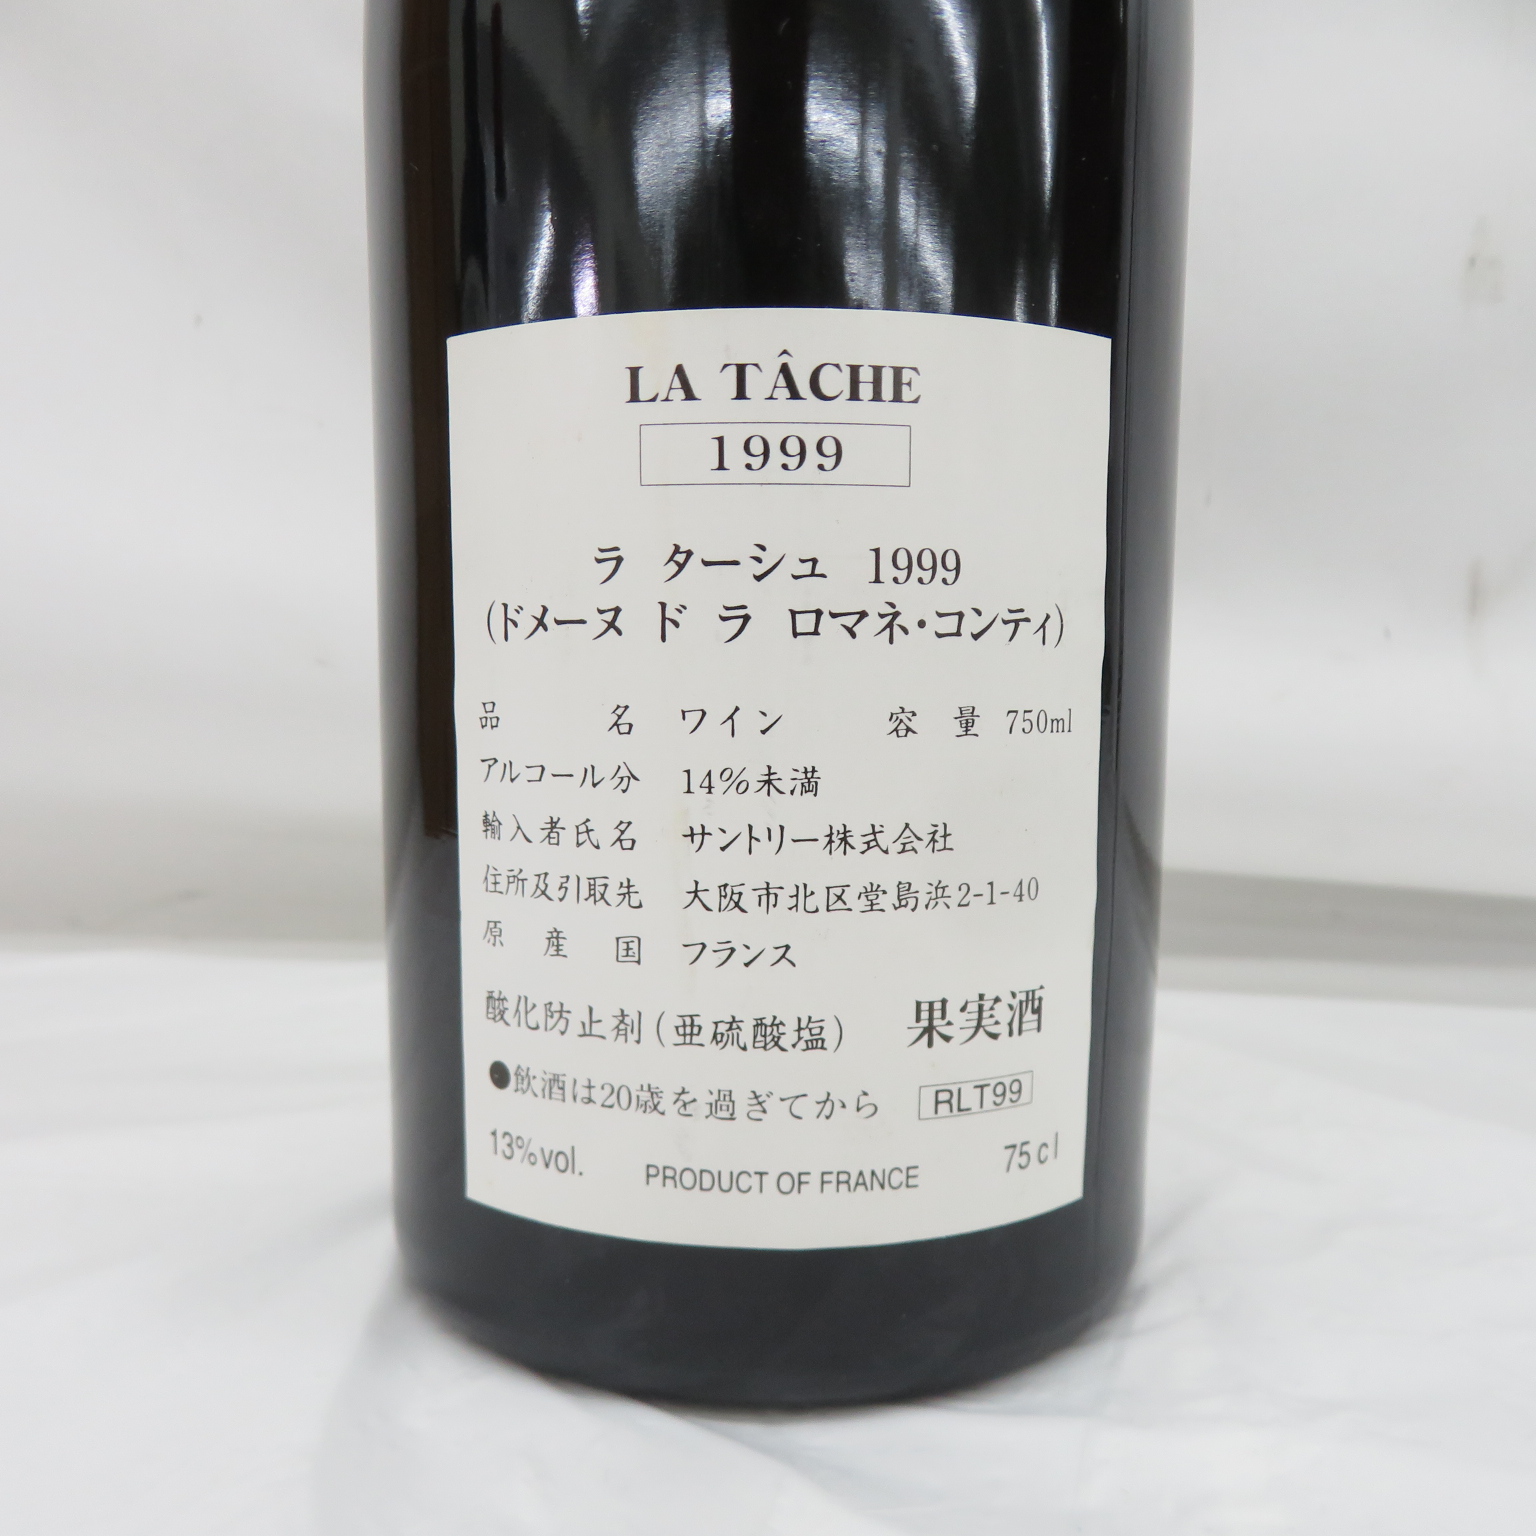 LA TÂCHE
1999
ラ ターシュ 1999
(ドメーヌ ド ラ ロマネ・コンティ)
品名 ワイン 容量 750ml
アルコール分 14%未満
輸入者氏名 サントリー株式会社
住所及引取先 大阪市北区堂島浜2-1-40
原産国 フランス
酸化防止剤(亜硫酸塩) 果実酒
●飲酒は20歳を過ぎてから RLT99
13%vol. PRODUCT OF FRANCE 75cl